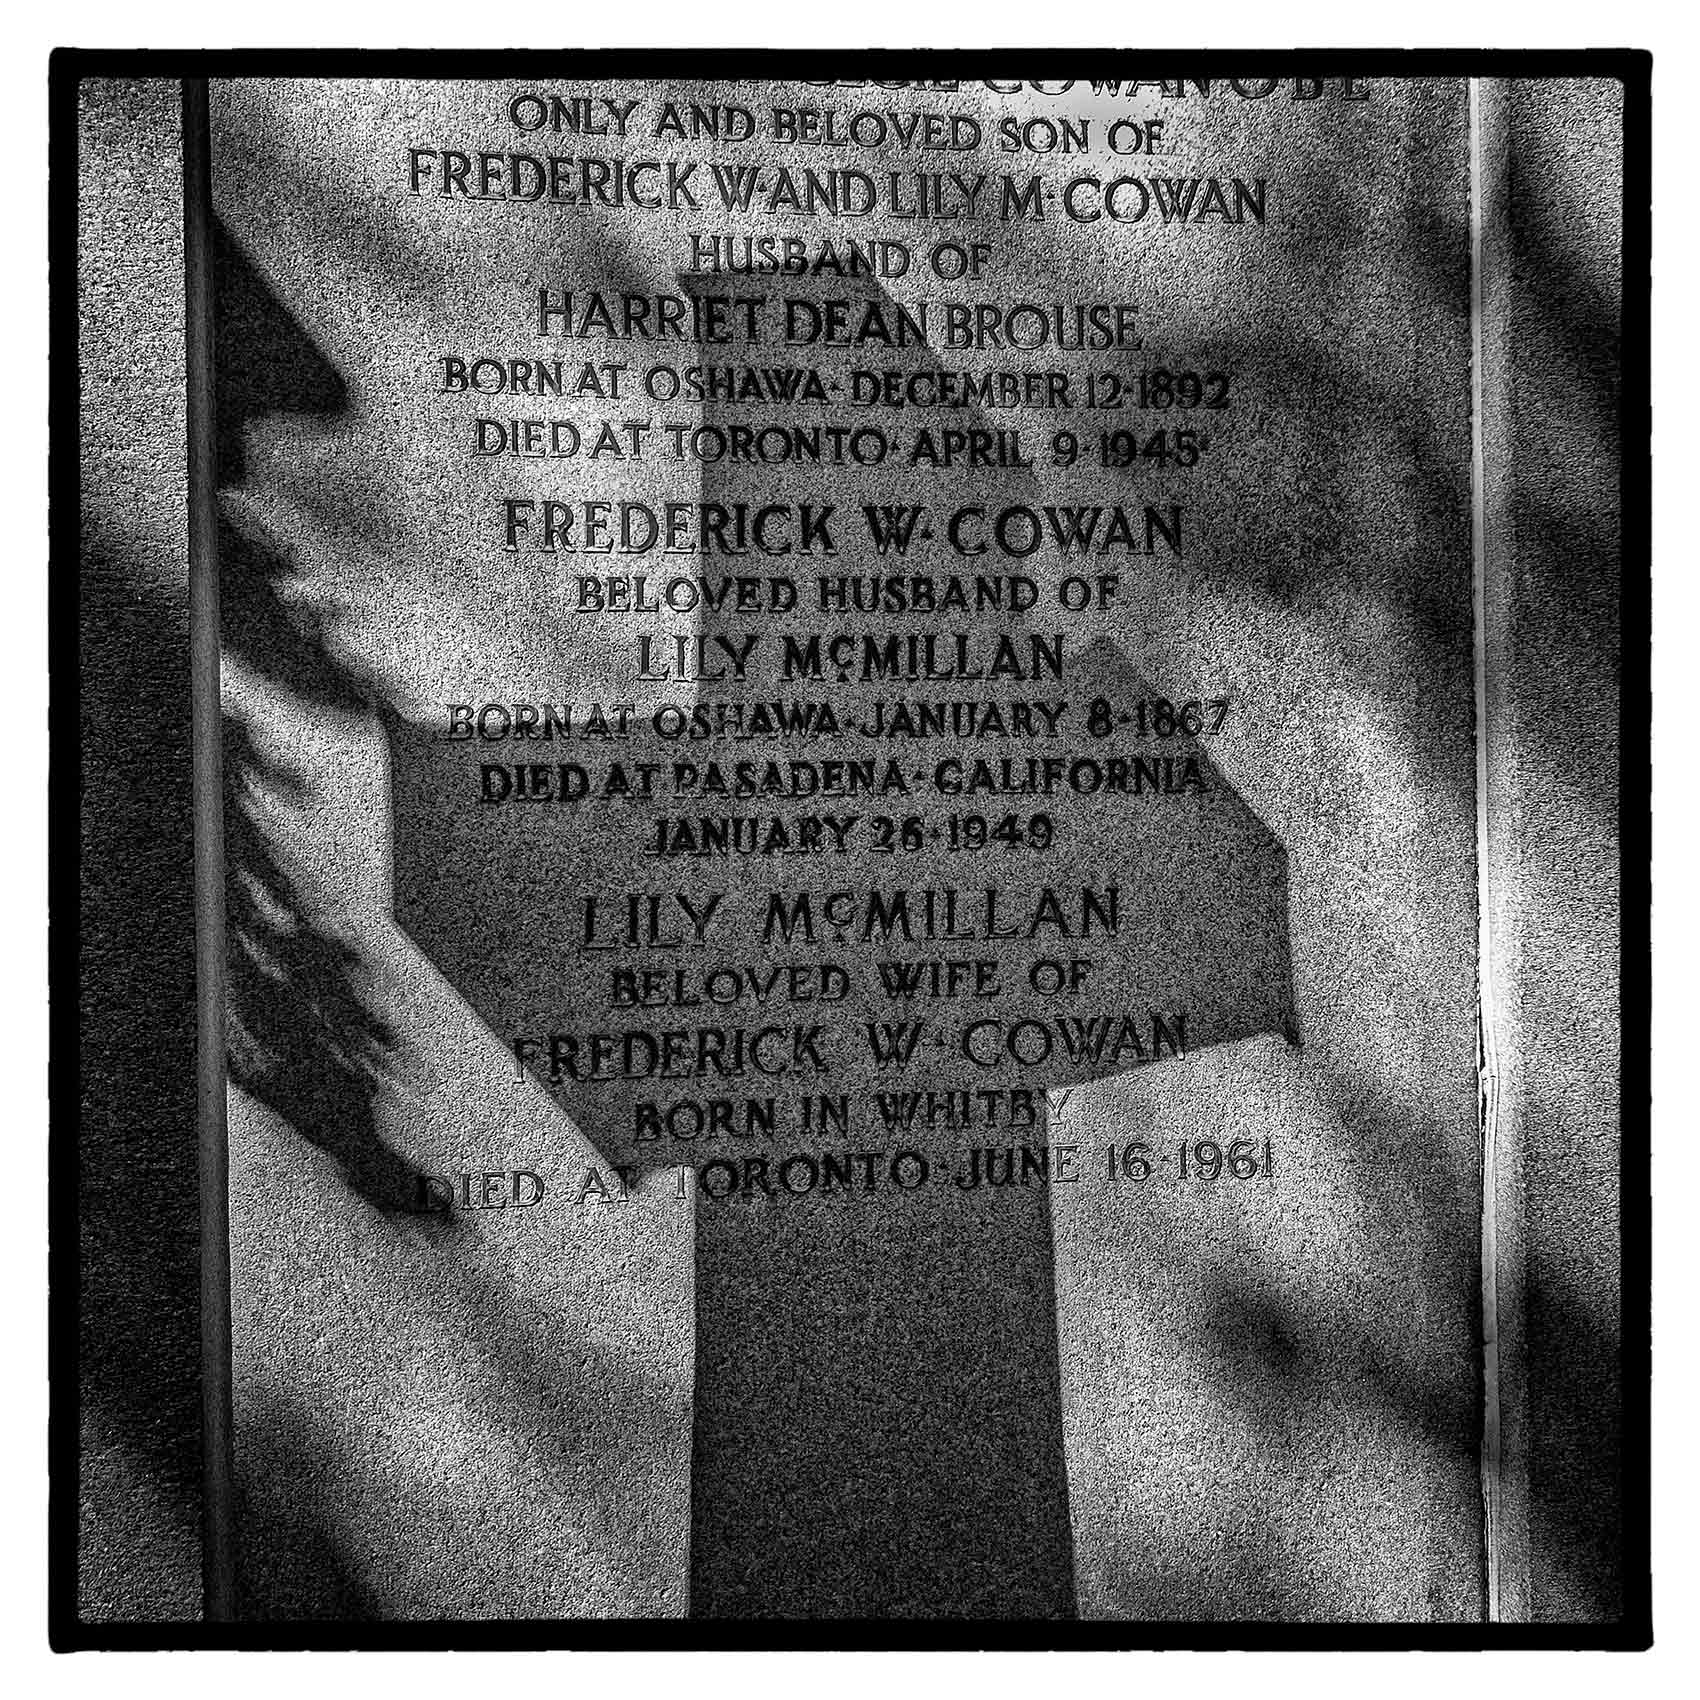 COWAN O B E
ONLY AND BELOVED SON OF
FREDERICK W·AND LILY M·COWAN
HUSBAND OF
HARRIET DEAN BROUSE
BORN AT OSHAWA·DECEMBER 12·1892
DIED AT TORONTO·APRIL 9·1945
FREDERICK W·COWAN
BELOVED HUSBAND OF
LILY McMILLAN
BORN AT OSHAWA·JANUARY 8·1867
DIED AT PASADENA·CALIFORNIA
JANUARY 26·1949
LILY McMILLAN
BELOVED WIFE OF
FREDERICK W·COWAN
BORN IN WHITBY
DIED AT TORONTO·JUNE 16·1961